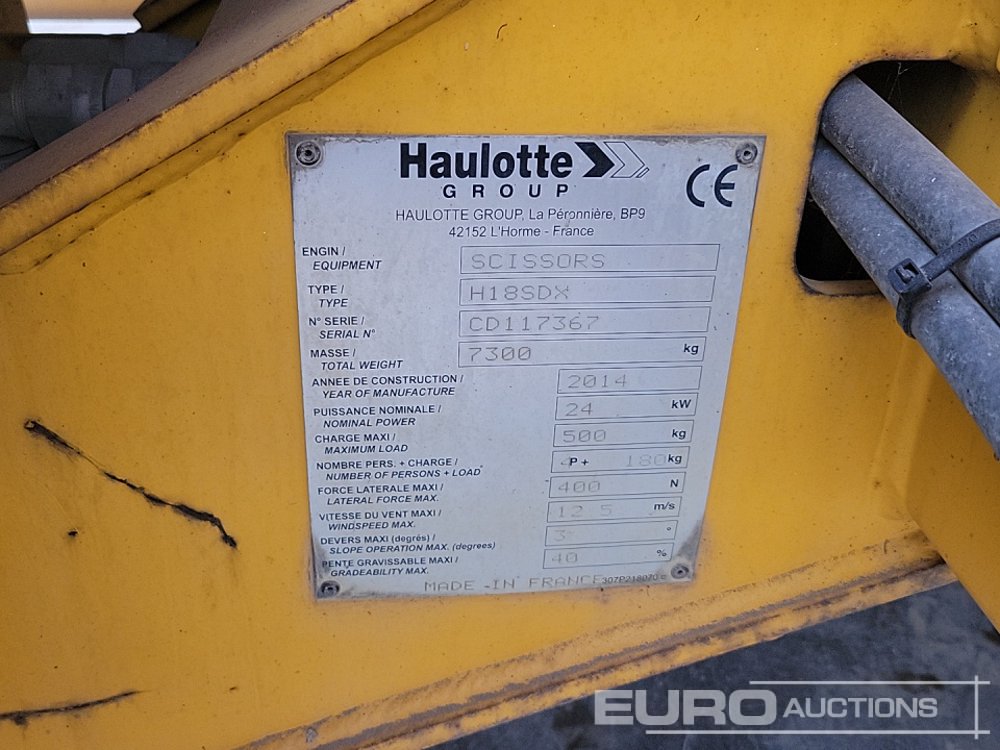 Haulotte
GROUP
CE
HAULOTTE GROUP, La Péronnière, BP9
42152 L'Horme - France
ENGIN /
EQUIPMENT
SCISSORS
TYPE /
TYPE
H18SDX
N° SERIE /
SERIAL N°
CD117367
MASSE /
TOTAL WEIGHT
7300 kg
ANNEE DE CONSTRUCTION /
YEAR OF MANUFACTURE
2014
PUISSANCE NOMINALE /
NOMINAL POWER
24 kW
CHARGE MAXI /
MAXIMUM LOAD
500 kg
NOMBRE PERS. + CHARGE /
NUMBER OF PERSONS + LOAD
4P + 180kg
FORCE LATERALE MAXI /
LATERAL FORCE MAX.
400 N
VITESSE DU VENT MAXI /
WINDSPEED MAX.
12 5 m/s
DEVERS MAXI (degrés) /
SLOPE OPERATION MAX. (degrees)
3 °
PENTE GRAVISSABLE MAXI /
GRADEABILITY MAX.
40 %
MADE-IN FRANCE 307P218070 c
EURO AUCTIONS